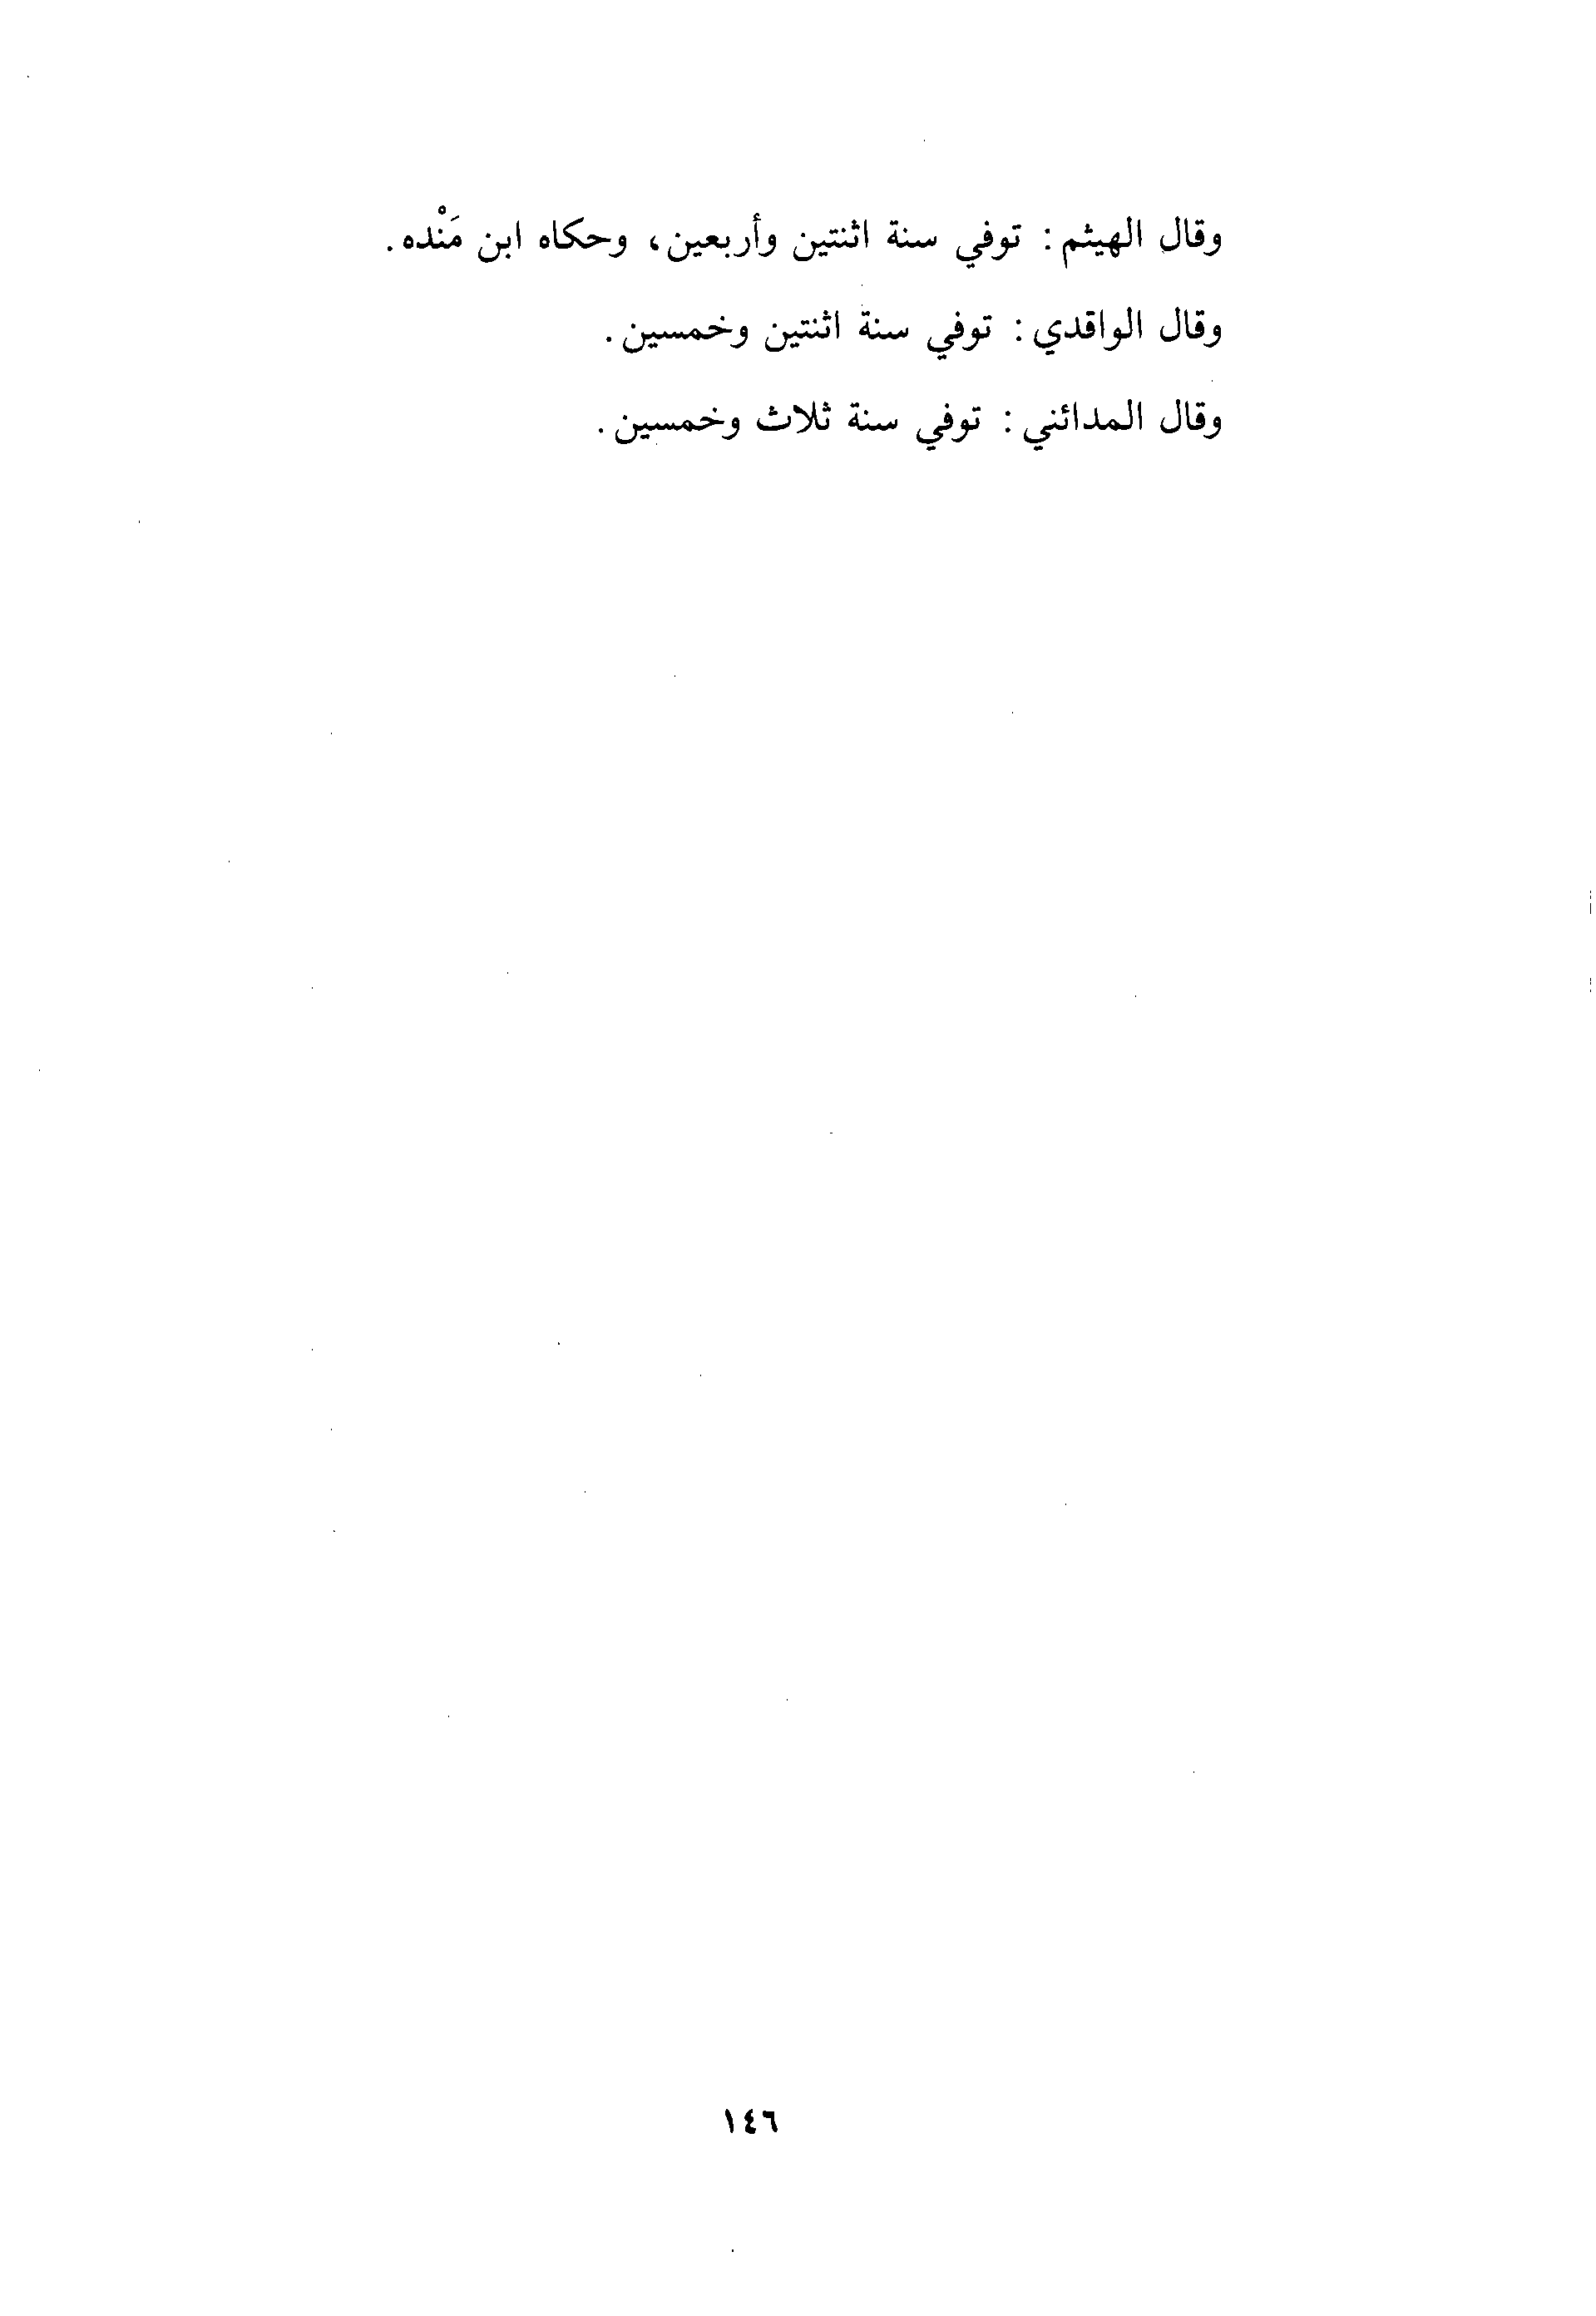 وقال الهيثم: توفي سنة اثنتين وأربعين، وحكاه ابن مَنْده.
وقال الواقدي: توفي سنة اثنتين وخمسين.
وقال المدائني: توفي سنة ثلاث وخمسين.
١٤٦